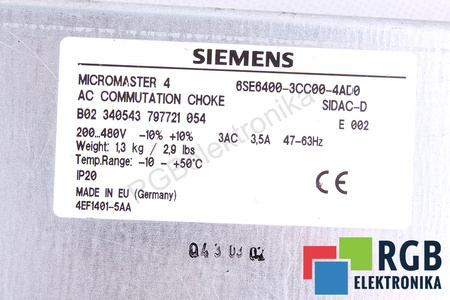 SIEMENS
MICROMASTER 4 6SE6400-3CC00-4AD0
AC COMMUTATION CHOKE SIDAC-D
B02 340543 797721 054 E 002
200...480V -10% +10% 3AC 3,5A 47-63Hz
Weight: 1,3 kg / 2,9 lbs
Temp.Range: -10 - +50°C
IP20
MADE IN EU (Germany)
4EF1401-5AA
CE
RGBelektronika
RGB
ELEKTRONIKA